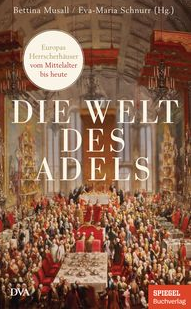 Bettina Musall / Eva-Maria Schnurr (Hg.)
Europas
Herrscherhäuser
vom Mittelalter
bis heute
DIE WELT
DES
ADELS
DVA
SPIEGEL
Buchverlag